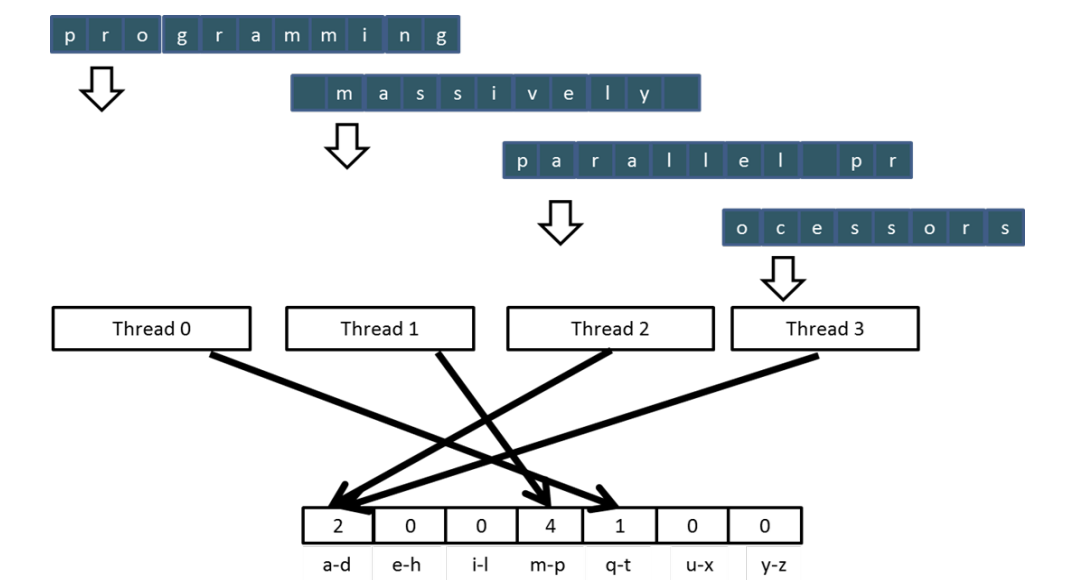 p r o g r a m m i n g
m a s s i v e l y
p a r a l l e l p r
o c e s s o r s
Thread 0 Thread 1 Thread 2 Thread 3
2 0 0 4 1 0 0
a-d e-h i-l m-p q-t u-x y-z